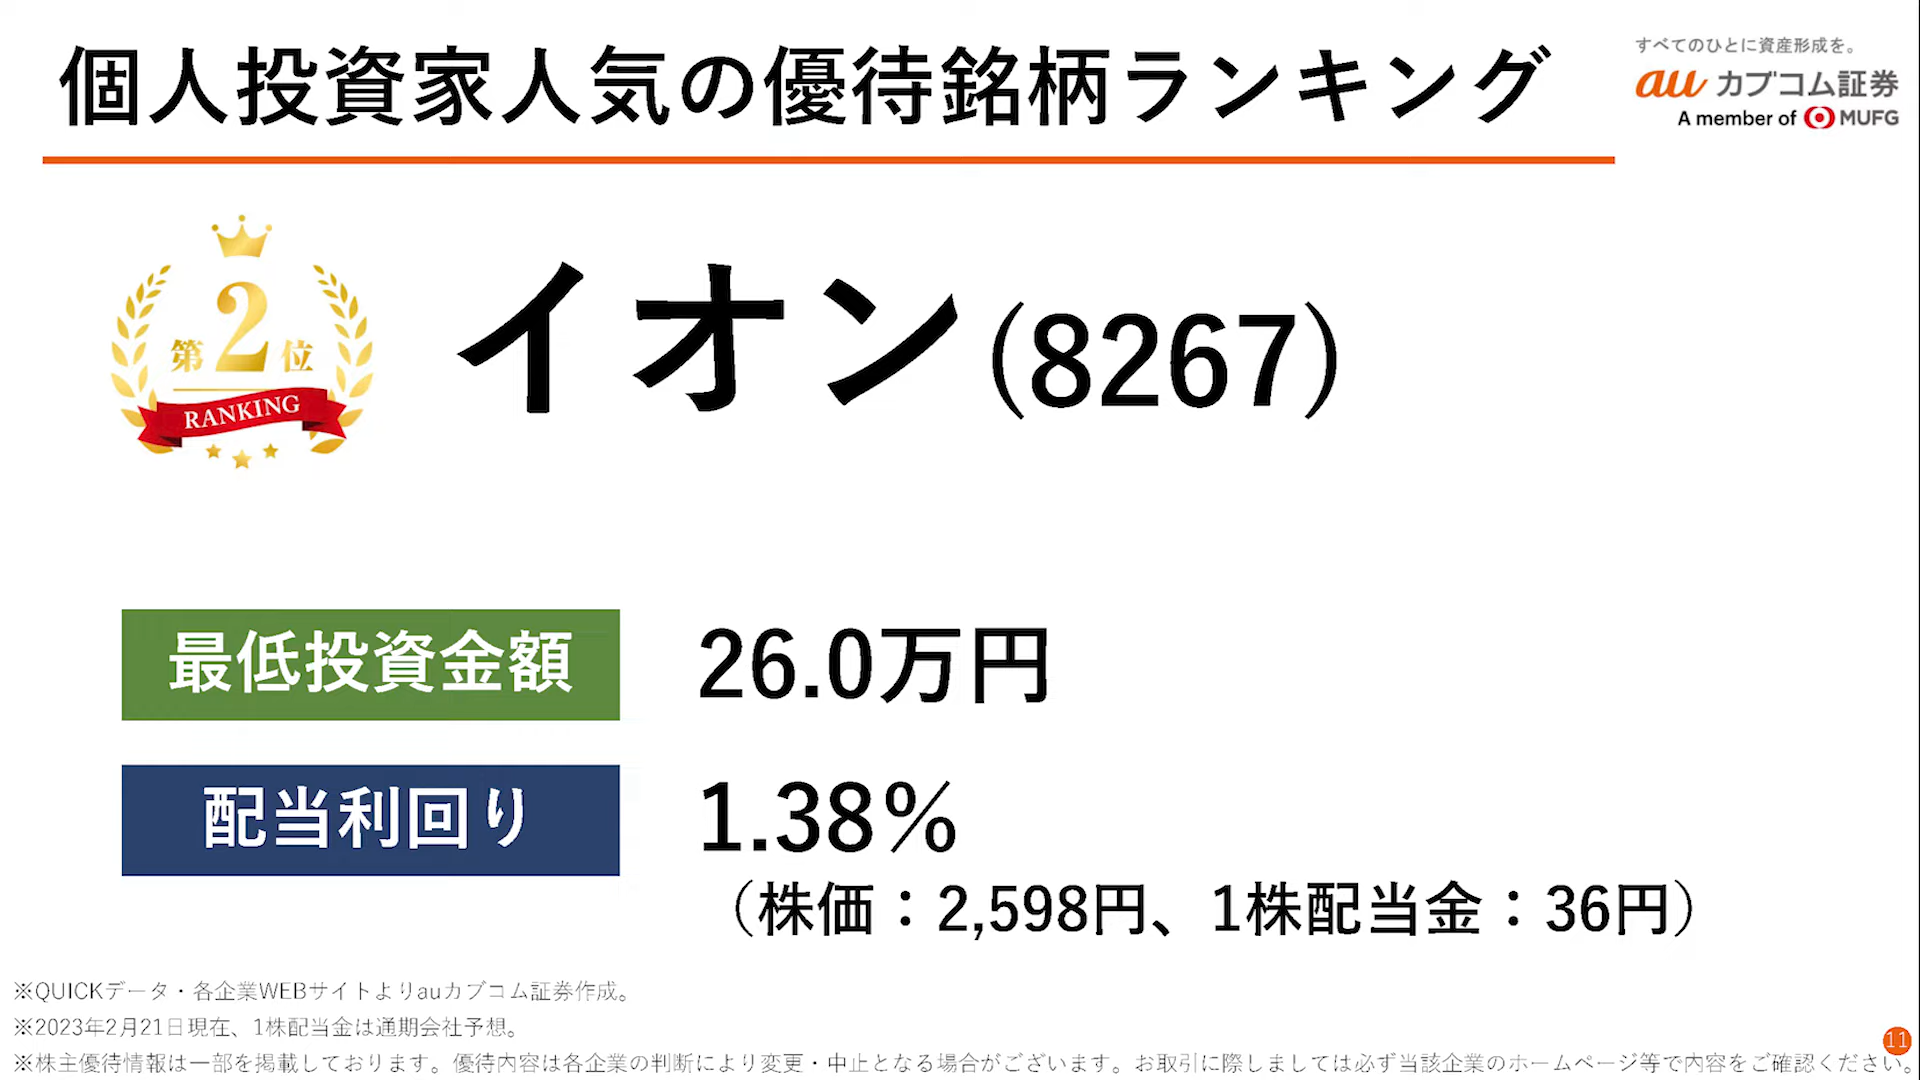 個人投資家人気の優待銘柄ランキング
すべてのひとに資産形成を。
au カブコム証券
A member of MUFG
第2位
RANKING
イオン(8267)
最低投資金額
26.0万円
配当利回り
1.38%
（株価：2,598円、1株配当金：36円）
※QUICKデータ・各企業WEBサイトよりauカブコム証券作成。
※2023年2月21日現在、1株配当金は通期会社予想。
※株主優待情報は一部を掲載しております。優待内容は各企業の判断により変更・中止となる場合がございます。お取引に際しましては必ず当該企業のホームページ等で内容をご確認ください。
11